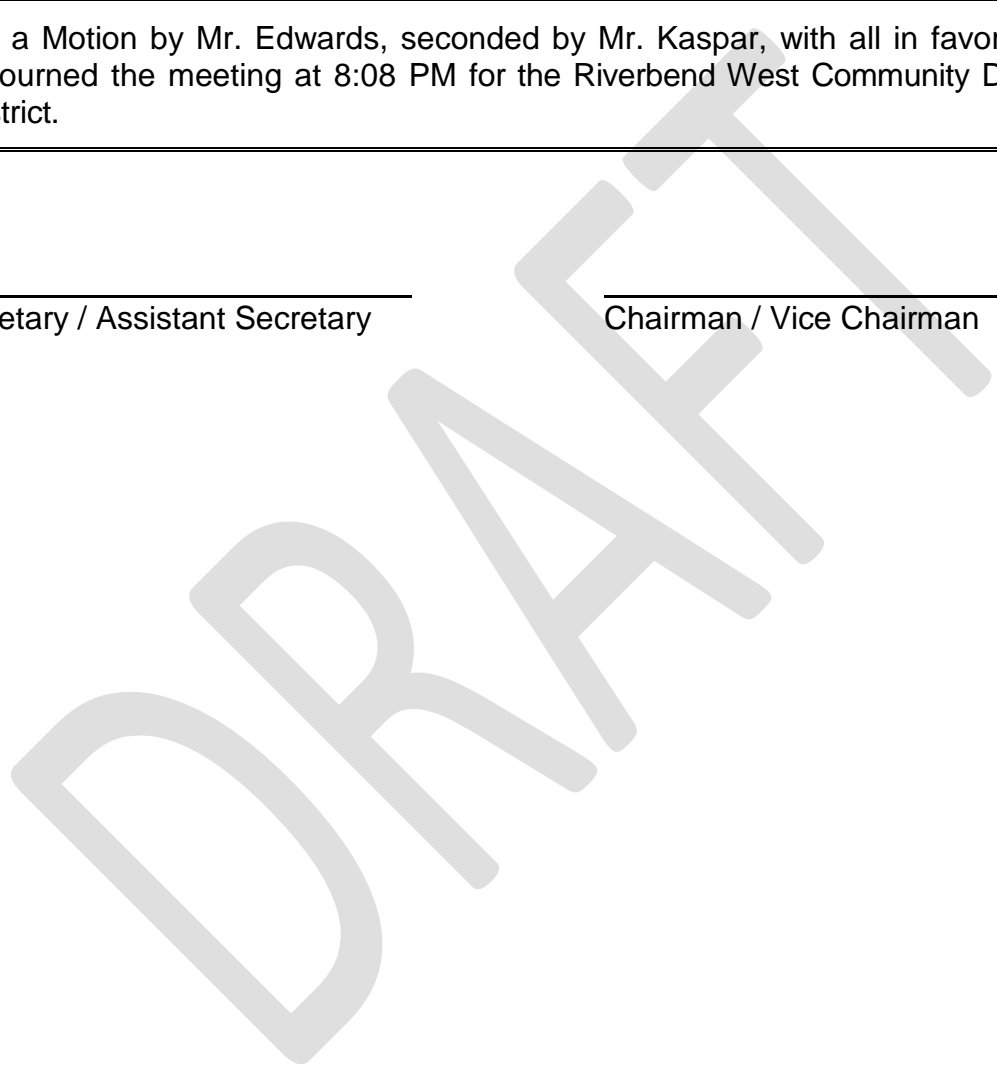 a Motion by Mr. Edwards, seconded by Mr. Kaspar, with all in favor
ourned the meeting at 8:08 PM for the Riverbend West Community D
trict.
etary / Assistant Secretary Chairman / Vice Chairman
DRAFT